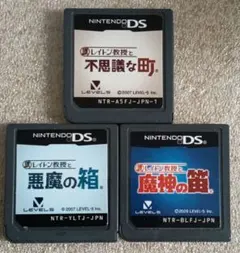 NINTENDO DS
レイトン教授と
不思議な町
©2007 LEVEL-5 Inc.
LEVEL5
NTR-A5FJ-JPN-1
NINTENDO DS
レイトン教授と
悪魔の箱
©2007 LEVEL-5 Inc.
LEVEL5
NTR-YLTJ-JPN
NINTENDO DS
レイトン教授と
魔神の笛
©2008 LEVEL-5 Inc.
LEVEL5
NTR-BLFJ-JPN